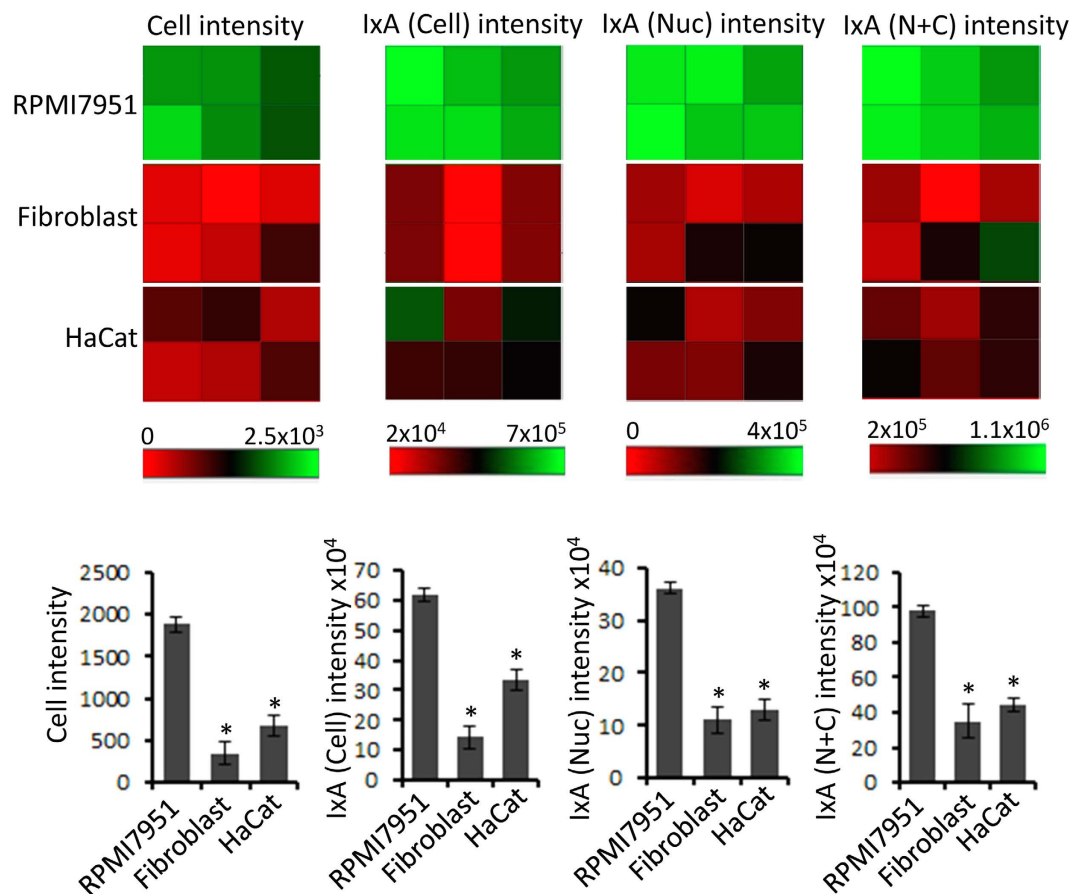 Cell intensity IxA (Cell) intensity IxA (Nuc) intensity IxA (N+C) intensity
RPMI7951
Fibroblast
HaCat
0 2.5x10³ 2x10⁴ 7x10⁵ 0 4x10⁵ 2x10⁵ 1.1x10⁶
Cell intensity
2500
2000
1500
1000
500
0
* *
RPMI7951
Fibroblast
HaCat
IxA (Cell) intensity x10⁴
70
60
50
40
30
20
10
0
* *
RPMI7951
Fibroblast
HaCat
IxA (Nuc) intensity x10⁴
40
30
20
10
0
* *
RPMI7951
Fibroblast
HaCat
IxA (N+C) intensity x10⁴
120
100
80
60
40
20
0
* *
RPMI7951
Fibroblast
HaCat